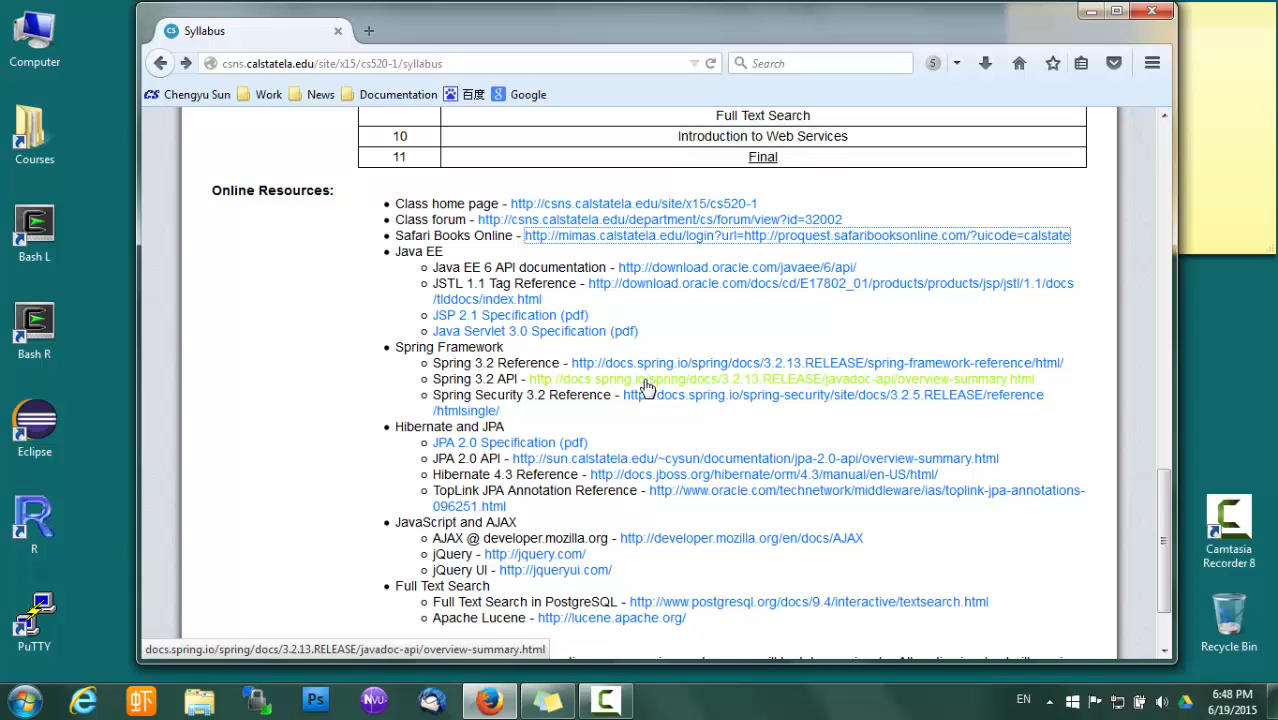 Computer
Courses
Bash L
Bash R
Eclipse
R
PuTTY
Syllabus
csns.calstatela.edu/site/x15/cs520-1/syllabus
Search
5
CS Chengyu Sun
Work
News
Documentation
百度
Google
Full Text Search
10 Introduction to Web Services
11 Final
Online Resources:
Class home page - http://csns.calstatela.edu/site/x15/cs520-1
Class forum - http://csns.calstatela.edu/department/cs/forum/view?id=32002
Safari Books Online - http://mimas.calstatela.edu/login?url=http://proquest.safaribooksonline.com/?uicode=calstate
Java EE
Java EE 6 API documentation - http://download.oracle.com/javaee/6/api/
JSTL 1.1 Tag Reference - http://download.oracle.com/docs/cd/E17802_01/products/products/jsp/jstl/1.1/docs
/tlddocs/index.html
JSP 2.1 Specification (pdf)
Java Servlet 3.0 Specification (pdf)
Spring Framework
Spring 3.2 Reference - http://docs.spring.io/spring/docs/3.2.13.RELEASE/spring-framework-reference/html/
Spring 3.2 API - http://docs.spring.io/spring/docs/3.2.13.RELEASE/javadoc-api/overview-summary.html
Spring Security 3.2 Reference - http://docs.spring.io/spring-security/site/docs/3.2.5.RELEASE/reference
/htmlsingle/
Hibernate and JPA
JPA 2.0 Specification (pdf)
JPA 2.0 API - http://sun.calstatela.edu/~cysun/documentation/jpa-2.0-api/overview-summary.html
Hibernate 4.3 Reference - http://docs.jboss.org/hibernate/orm/4.3/manual/en-US/html/
TopLink JPA Annotation Reference - http://www.oracle.com/technetwork/middleware/ias/toplink-jpa-annotations-
096251.html
JavaScript and AJAX
AJAX @ developer.mozilla.org - http://developer.mozilla.org/en/docs/AJAX
jQuery - http://jquery.com/
jQuery UI - http://jqueryui.com/
Full Text Search
Full Text Search in PostgreSQL - http://www.postgresql.org/docs/9.4/interactive/textsearch.html
Apache Lucene - http://lucene.apache.org/
docs.spring.io/spring/docs/3.2.13.RELEASE/javadoc-api/overview-summary.html
Camtasia
Recorder 8
Recycle Bin
虾
Ps
NVU
EN
6:48 PM
6/19/2015